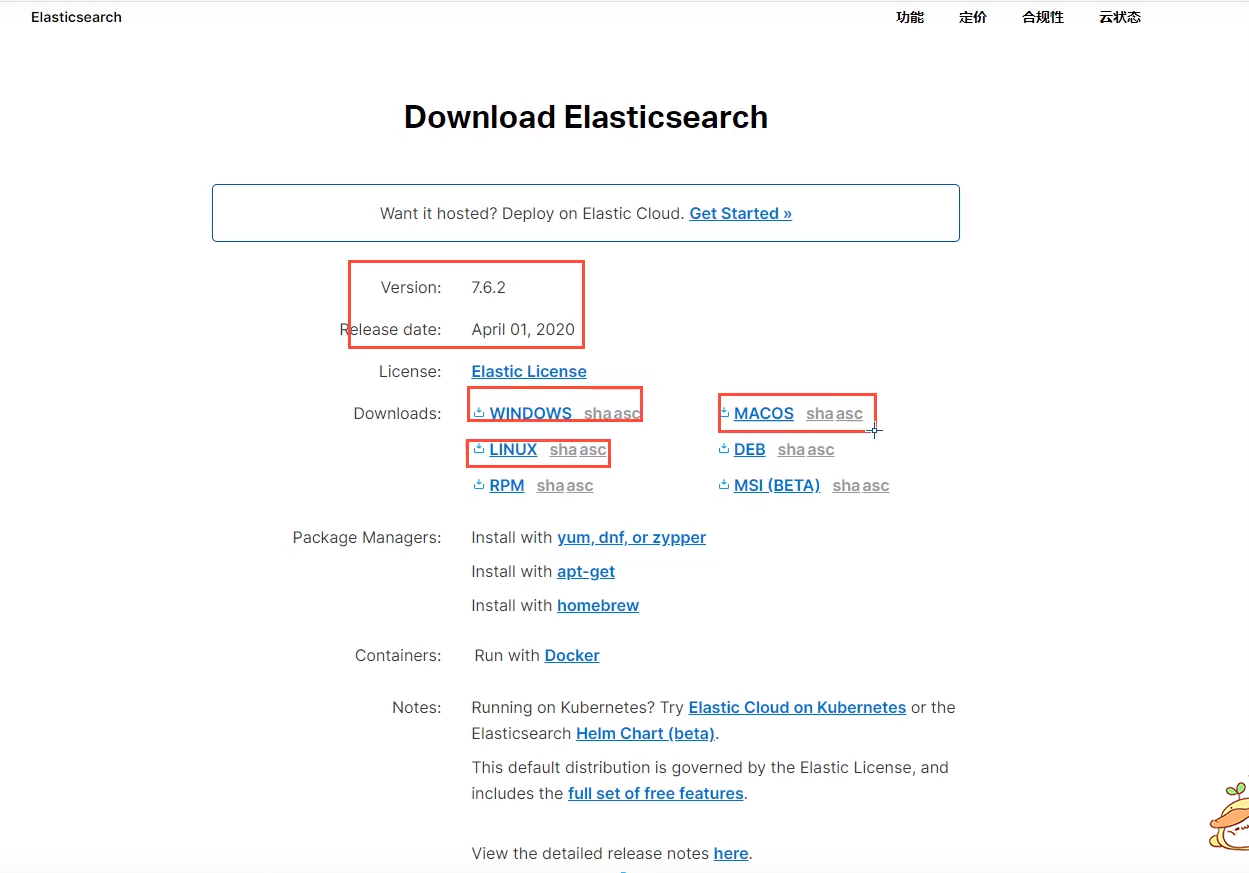 Elasticsearch 功能 定价 合规性 云状态
Download Elasticsearch
Want it hosted? Deploy on Elastic Cloud. Get Started »
Version: 7.6.2
Release date: April 01, 2020
License: Elastic License
Downloads: WINDOWS sha asc MACOS sha asc
LINUX sha asc DEB sha asc
RPM sha asc MSI (BETA) sha asc
Package Managers: Install with yum, dnf, or zypper
Install with apt-get
Install with homebrew
Containers: Run with Docker
Notes: Running on Kubernetes? Try Elastic Cloud on Kubernetes or the
Elasticsearch Helm Chart (beta).
This default distribution is governed by the Elastic License, and
includes the full set of free features.
View the detailed release notes here.